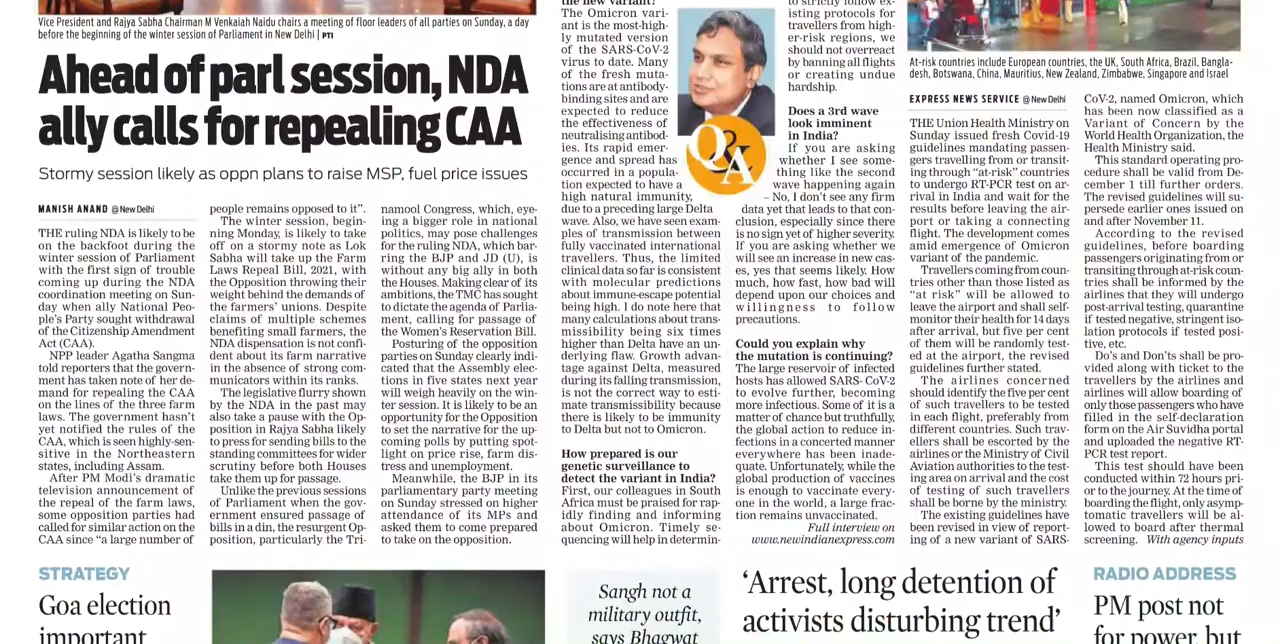 Vice President and Rajya Sabha Chairman M Venkaiah Naidu chairs a meeting of floor leaders of all parties on Sunday, a day
before the beginning of the winter session of Parliament in New Delhi | PTI
Ahead of parl session, NDA
ally calls for repealing CAA
Stormy session likely as oppn plans to raise MSP, fuel price issues
MANISH ANAND @ New Delhi
THE ruling NDA is likely to be
on the backfoot during the
winter session of Parliament
with the first sign of trouble
coming up during the NDA
coordination meeting on Sun-
day when ally National Peo-
ple's Party sought withdrawal
of the Citizenship Amendment
Act (CAA).
NPP leader Agatha Sangma
told reporters that the govern-
ment has taken note of her de-
mand for repealing the CAA
on the lines of the three farm
laws. The government hasn't
yet notified the rules of the
CAA, which is seen highly-sen-
sitive in the Northeastern
states, including Assam.
After PM Modi's dramatic
television announcement of
the repeal of the farm laws,
some opposition parties had
called for similar action on the
CAA since “a large number of
people remains opposed to it”.
The winter session, begin-
ning Monday, is likely to take
off on a stormy note as Lok
Sabha will take up the Farm
Laws Repeal Bill, 2021, with
the Opposition throwing their
weight behind the demands of
the farmers' unions. Despite
claims of multiple schemes
benefiting small farmers, the
NDA dispensation is not confi-
dent about its farm narrative
in the absence of strong com-
municators within its ranks.
The legislative flurry shown
by the NDA in the past may
also take a pause with the Op-
position in Rajya Sabha likely
to press for sending bills to the
standing committees for wider
scrutiny before both Houses
take them up for passage.
Unlike the previous sessions
of Parliament when the gov-
ernment ensured passage of
bills in a din, the resurgent Op-
position, particularly the Tri-
namool Congress, which, eye-
ing a bigger role in national
politics, may pose challenges
for the ruling NDA, which bar-
ring the BJP and JD (U), is
without any big ally in both
the Houses. Making clear of its
ambitions, the TMC has sought
to dictate the agenda of Parlia-
ment, calling for passage of
the Women's Reservation Bill.
Posturing of the opposition
parties on Sunday clearly indi-
cated that the Assembly elec-
tions in five states next year
will weigh heavily on the win-
ter session. It is likely to be an
opportunity for the Opposition
to set the narrative for the up-
coming polls by putting spot-
light on price rise, farm dis-
tress and unemployment.
Meanwhile, the BJP in its
parliamentary party meeting
on Sunday stressed on higher
attendance of its MPs and
asked them to come prepared
to take on the opposition.
the new variant?
The Omicron vari-
ant is the most-high-
ly mutated version
of the SARS-CoV-2
virus to date. Many
of the fresh muta-
tions are at antibody-
binding sites and are
expected to reduce
the effectiveness of
neutralising antibod-
ies. Its rapid emer-
gence and spread has
occurred in a popula-
tion expected to have a
high natural immunity,
due to a preceding large Delta
wave. Also, we have seen exam-
ples of transmission between
fully vaccinated international
travellers. Thus, the limited
clinical data so far is consistent
with molecular predictions
about immune-escape potential
being high. I do note here that
many calculations about trans-
missibility being six times
higher than Delta have an un-
derlying flaw. Growth advan-
tage against Delta, measured
during its falling transmission,
is not the correct way to esti-
mate transmissibility because
there is likely to be immunity
to Delta but not to Omicron.
How prepared is our
genetic surveillance to
detect the variant in India?
First, our colleagues in South
Africa must be praised for rap-
idly finding and informing
about Omicron. Timely se-
quencing will help in determin-
Q&A
to strictly follow ex-
isting protocols for
travellers from high-
er-risk regions, we
should not overreact
by banning all flights
or creating undue
hardship.
Does a 3rd wave
look imminent
in India?
If you are asking
whether I see some-
thing like the second
wave happening again
– No, I don't see any firm
data yet that leads to that con-
clusion, especially since there
is no sign yet of higher severity.
If you are asking whether we
will see an increase in new cas-
es, yes that seems likely. How
much, how fast, how bad will
depend upon our choices and
willingness to follow
precautions.
Could you explain why
the mutation is continuing?
The large reservoir of infected
hosts has allowed SARS- CoV-2
to evolve further, becoming
more infectious. Some of it is a
matter of chance but truthfully,
the global action to reduce in-
fections in a concerted manner
everywhere has been inade-
quate. Unfortunately, while the
global production of vaccines
is enough to vaccinate every-
one in the world, a large frac-
tion remains unvaccinated.
Full interview on
www.newindianexpress.com
At-risk countries include European countries, the UK, South Africa, Brazil, Bangla-
desh, Botswana, China, Mauritius, New Zealand, Zimbabwe, Singapore and Israel
EXPRESS NEWS SERVICE @ New Delhi
THE Union Health Ministry on
Sunday issued fresh Covid-19
guidelines mandating passen-
gers travelling from or transit-
ing through “at-risk” countries
to undergo RT-PCR test on ar-
rival in India and wait for the
results before leaving the air-
port or taking a connecting
flight. The development comes
amid emergence of Omicron
variant of the pandemic.
Travellers coming from coun-
tries other than those listed as
“at risk” will be allowed to
leave the airport and shall self-
monitor their health for 14 days
after arrival, but five per cent
of them will be randomly test-
ed at the airport, the revised
guidelines further stated.
The airlines concerned
should identify the five per cent
of such travellers to be tested
in each flight, preferably from
different countries. Such trav-
ellers shall be escorted by the
airlines or the Ministry of Civil
Aviation authorities to the test-
ing area on arrival and the cost
of testing of such travellers
shall be borne by the ministry.
The existing guidelines have
been revised in view of report-
ing of a new variant of SARS-
CoV-2, named Omicron, which
has been now classified as a
Variant of Concern by the
World Health Organization, the
Health Ministry said.
This standard operating pro-
cedure shall be valid from De-
cember 1 till further orders.
The revised guidelines will su-
persede earlier ones issued on
and after November 11.
According to the revised
guidelines, before boarding
passengers originating from or
transiting through at-risk coun-
tries shall be informed by the
airlines that they will undergo
post-arrival testing, quarantine
if tested negative, stringent iso-
lation protocols if tested posi-
tive, etc.
Do's and Don'ts shall be pro-
vided along with ticket to the
travellers by the airlines and
airlines will allow boarding of
only those passengers who have
filled in the self-declaration
form on the Air Suvidha portal
and uploaded the negative RT-
PCR test report.
This test should have been
conducted within 72 hours pri-
or to the journey. At the time of
boarding the flight, only asymp-
tomatic travellers will be al-
lowed to board after thermal
screening. With agency inputs
STRATEGY
Goa election
important
Sangh not a
military outfit,
says Bhagwat
‘Arrest, long detention of
activists disturbing trend’
RADIO ADDRESS
PM post not
for power, but